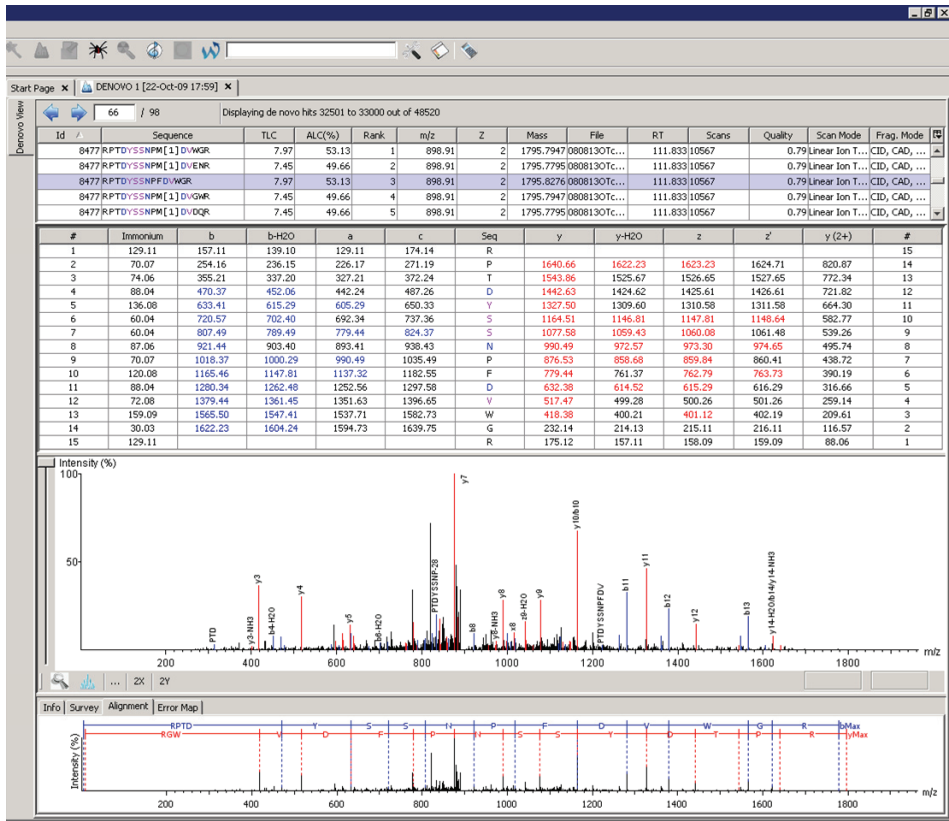 Start Page x DENOVO 1 [22-Oct-09 17:59] x
Denovo View
66 / 98 Displaying de novo hits 32501 to 33000 out of 48520
Id Sequence TLC ALC(%) Rank m/z Z Mass File RT Scans Quality Scan Mode Frag. Mode
8477 RPTDYSSNPM[1]DVWGR 7.97 53.13 1 898.91 2 1795.7947 080813OTc... 111.833 10567 0.79 Linear Ion T... CID, CAD, ...
8477 RPTDYSSNPM[1]DVENR 7.45 49.66 2 898.91 2 1795.7795 080813OTc... 111.833 10567 0.79 Linear Ion T... CID, CAD, ...
8477 RPTDYSSNPFDVWGR 7.97 53.13 3 898.91 2 1795.8276 080813OTc... 111.833 10567 0.79 Linear Ion T... CID, CAD, ...
8477 RPTDYSSNPM[1]DVGWR 7.45 49.66 4 898.91 2 1795.7947 080813OTc... 111.833 10567 0.79 Linear Ion T... CID, CAD, ...
8477 RPTDYSSNPM[1]DVDQR 7.45 49.66 5 898.91 2 1795.7795 080813OTc... 111.833 10567 0.79 Linear Ion T... CID, CAD, ...
# Immonium b b-H2O a c Seq y y-H2O z z' y (2+) #
1 129.11 157.11 139.10 129.11 174.14 R 15
2 70.07 254.16 236.15 226.17 271.19 P 1640.66 1622.23 1623.23 1624.71 820.87 14
3 74.06 355.21 337.20 327.21 372.24 T 1543.86 1525.67 1526.65 1527.65 772.34 13
4 88.04 470.37 452.06 442.24 487.26 D 1442.63 1424.62 1425.61 1426.61 721.82 12
5 136.08 633.41 615.29 605.29 650.33 Y 1327.50 1309.60 1310.58 1311.58 664.30 11
6 60.04 720.57 702.40 692.34 737.36 S 1164.51 1146.81 1147.81 1148.64 582.77 10
7 60.04 807.49 789.49 779.44 824.37 S 1077.58 1059.43 1060.08 1061.48 539.26 9
8 87.06 921.44 903.40 893.41 938.43 N 990.49 972.57 973.30 974.65 495.74 8
9 70.07 1018.37 1000.29 990.49 1035.49 P 876.53 858.68 859.84 860.41 438.72 7
10 120.08 1165.46 1147.81 1137.32 1182.55 F 779.44 761.37 762.79 763.73 390.19 6
11 88.04 1280.34 1262.48 1252.56 1297.58 D 632.38 614.52 615.29 616.29 316.66 5
12 72.08 1379.44 1361.45 1351.63 1396.65 V 517.47 499.28 500.26 501.26 259.14 4
13 159.09 1565.50 1547.41 1537.71 1582.73 W 418.38 400.21 401.12 402.19 209.61 3
14 30.03 1622.23 1604.24 1594.73 1639.75 G 232.14 214.13 215.11 216.11 116.57 2
15 129.11 R 175.12 157.11 158.09 159.09 88.06 1
Intensity (%)
100
50
PTD
y3-NH3
y3
b4-H2O
y4
y5
b6-H2O
PTDYSSNP-28
y7
b8
y8-NH3
y8
x8
z9-H2O
y9
y10/b10
PTDYSSNPFDV
b11
y11
b12
y12
b13
y14-H2O/b14/y14-NH3
200 400 600 800 1000 1200 1400 1600 1800 m/z
... 2X 2Y
Info Survey Alignment Error Map
RPTD Y S S N P F D V W G R bMax
RGW V D F P N S S Y D T P R yMax
Intensity (%)
200 400 600 800 1000 1200 1400 1600 1800 m/z